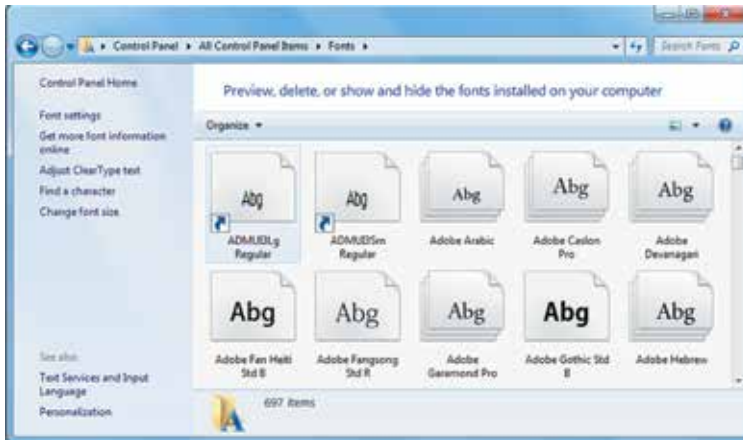 Control Panel ▸ All Control Panel Items ▸ Fonts ▸
Search Fonts
Control Panel Home
Font settings
Get more font information
online
Adjust ClearType text
Find a character
Change font size
See also
Text Services and Input
Language
Personalization
Preview, delete, or show and hide the fonts installed on your computer
Organize
Abg
ADMUI3Lg
Regular
Abg
ADMUI3Sm
Regular
Abg
Adobe Arabic
Abg
Adobe Caslon
Pro
Abg
Adobe
Devanagari
Abg
Adobe Fan Heiti
Std B
Abg
Adobe Fangsong
Std R
Abg
Adobe
Garamond Pro
Abg
Adobe Gothic Std
B
Abg
Adobe Hebrew
697 items